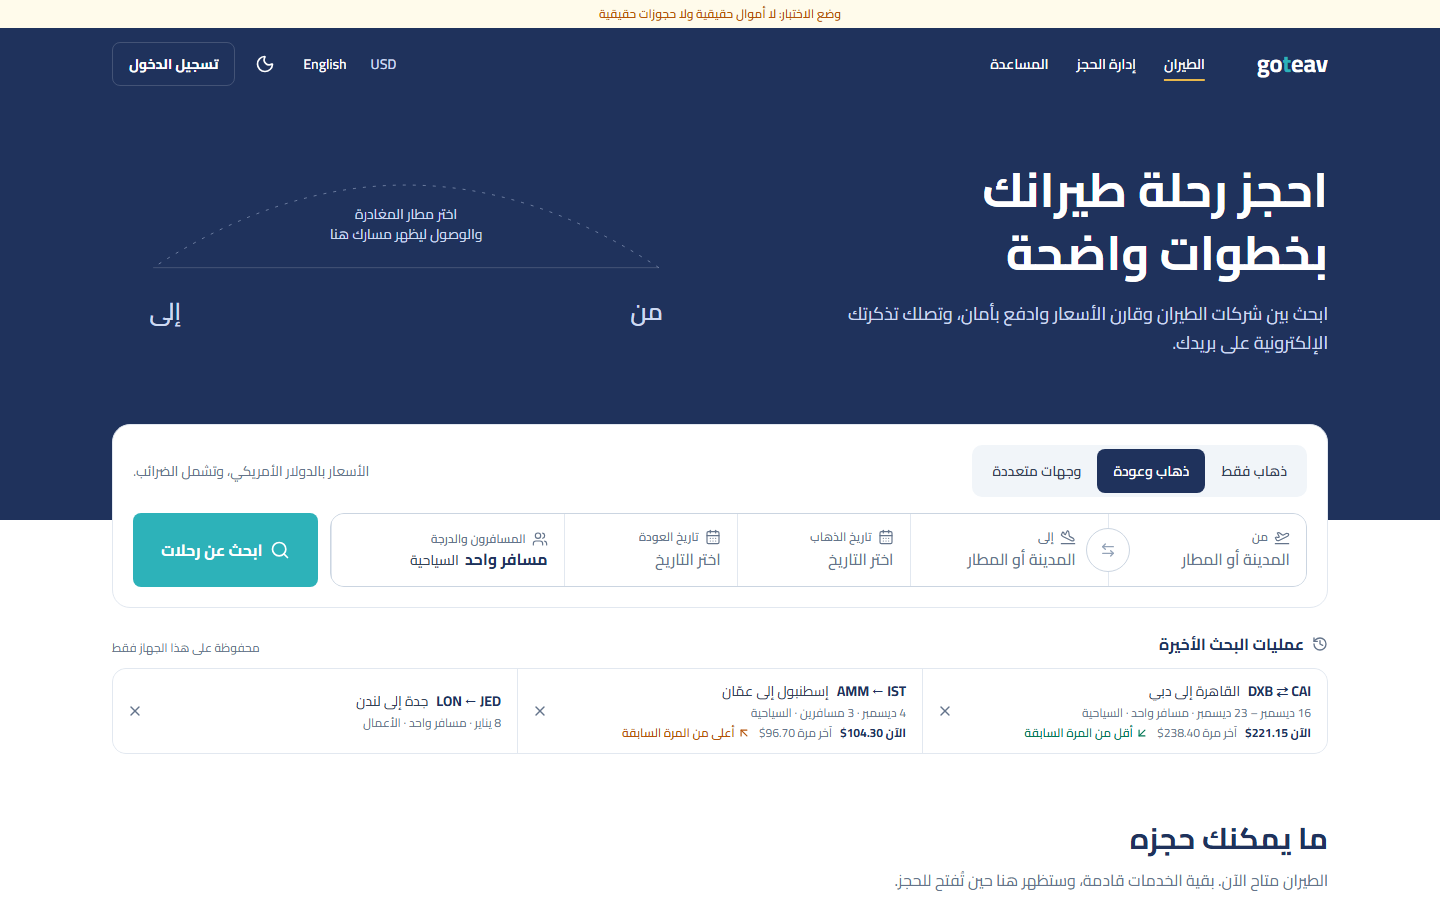 وضع الاختبار: لا أموال حقيقية ولا حجوزات حقيقية
goteav
الطيران
إدارة الحجز
المساعدة
USD
English
تسجيل الدخول
احجز رحلة طيرانك
بخطوات واضحة
ابحث بين شركات الطيران وقارن الأسعار وادفع بأمان، وتصلك تذكرتك
الإلكترونية على بريدك.
اختر مطار المغادرة
والوصول ليظهر مسارك هنا
من
إلى
ذهاب فقط
ذهاب وعودة
وجهات متعددة
الأسعار بالدولار الأمريكي، وتشمل الضرائب.
من
المدينة أو المطار
إلى
المدينة أو المطار
تاريخ الذهاب
اختر التاريخ
تاريخ العودة
اختر التاريخ
المسافرون والدرجة
مسافر واحد السياحية
ابحث عن رحلات
عمليات البحث الأخيرة
محفوظة على هذا الجهاز فقط
CAI ⇄ DXB القاهرة إلى دبي
16 ديسمبر – 23 ديسمبر · مسافر واحد · السياحية
الآن $221.15 آخر مرة $238.40 ↙ أقل من المرة السابقة
IST ← AMM إسطنبول إلى عمّان
4 ديسمبر · 3 مسافرين · السياحية
الآن $104.30 آخر مرة $96.70 ↖ أعلى من المرة السابقة
JED ← LON جدة إلى لندن
8 يناير · مسافر واحد · الأعمال
ما يمكنك حجزه
الطيران متاح الآن. بقية الخدمات قادمة، وستظهر هنا حين تُفتح للحجز.